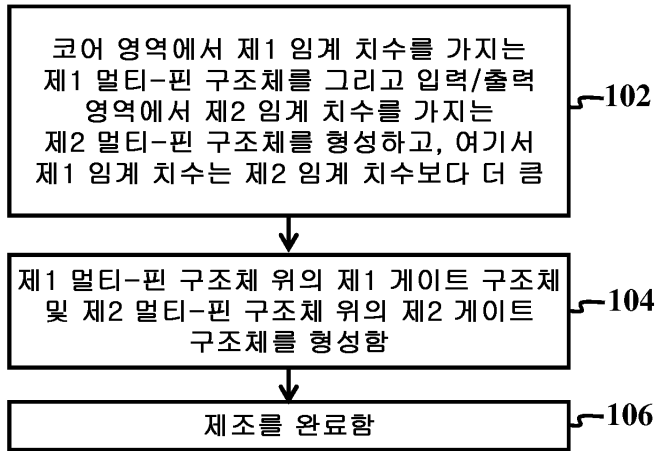 코어 영역에서 제1 임계 치수를 가지는
제1 멀티-핀 구조체를 그리고 입력/출력
영역에서 제2 임계 치수를 가지는
제2 멀티-핀 구조체를 형성하고, 여기서
제1 임계 치수는 제2 임계 치수보다 더 큼
102
제1 멀티-핀 구조체 위의 제1 게이트 구조체
및 제2 멀티-핀 구조체 위의 제2 게이트
구조체를 형성함
104
제조를 완료함
106